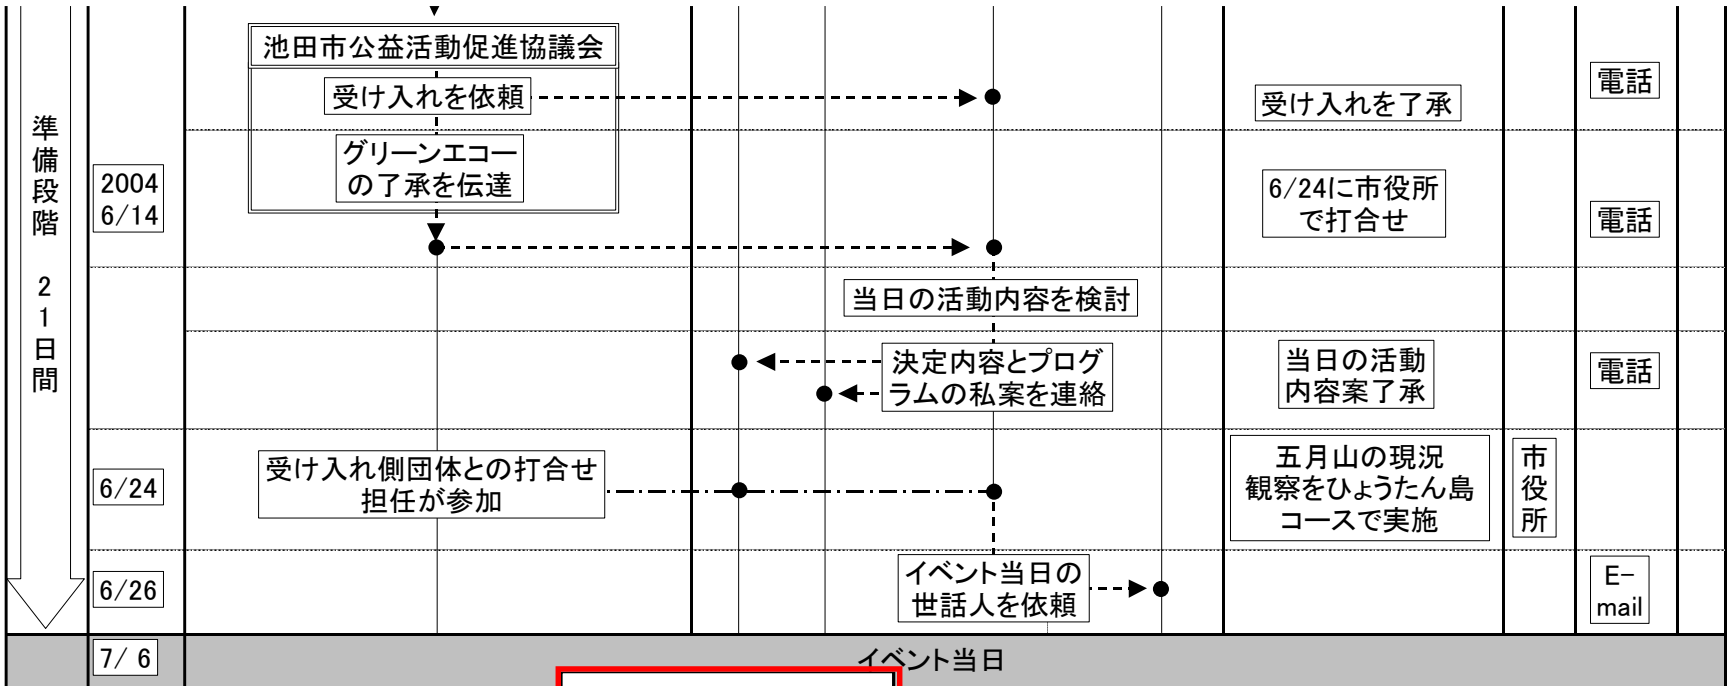 池田市公益活動促進協議会
受け入れを依頼
受け入れを了承
電話
準備段階 21日間
2004
6/14
グリーンエコー
の了承を伝達
6/24に市役所
で打合せ
電話
当日の活動内容を検討
決定内容とプログ
ラムの私案を連絡
当日の活動
内容案了承
電話
6/24
受け入れ側団体との打合せ
担任が参加
五月山の現況
観察をひょうたん島
コースで実施
市役所
6/26
イベント当日の
世話人を依頼
E-
mail
7/ 6
イベント当日